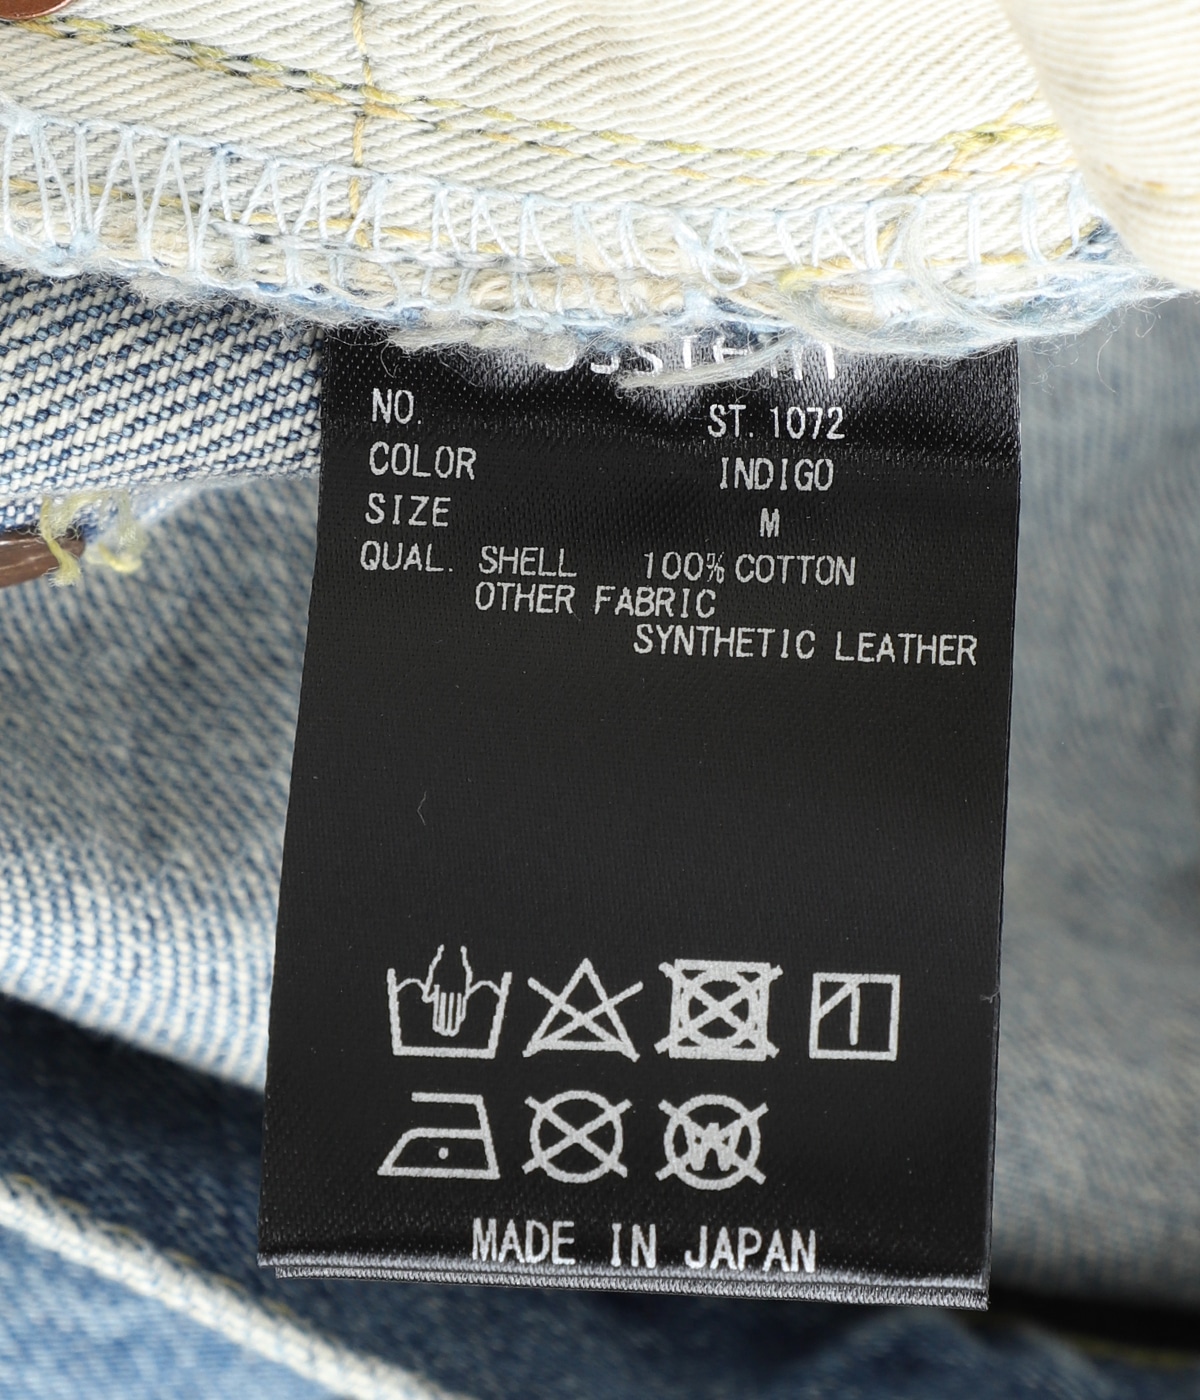 NO. ST. 1072
COLOR INDIGO
SIZE M
QUAL. SHELL 100% COTTON
OTHER FABRIC
SYNTHETIC LEATHER
MADE IN JAPAN